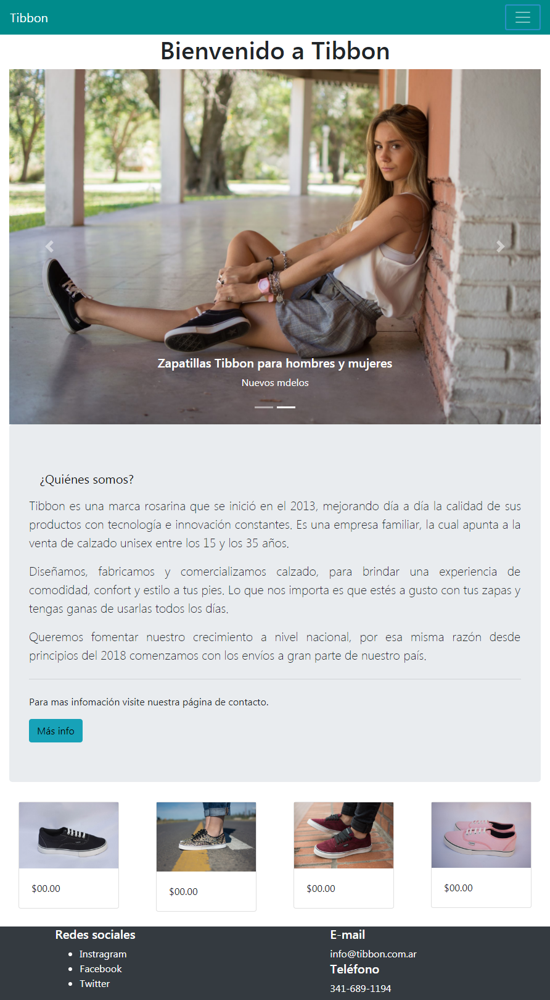 Tibbon
Bienvenido a Tibbon
Zapatillas Tibbon para hombres y mujeres
Nuevos mdelos
¿Quiénes somos?
Tibbon es una marca rosarina que se inició en el 2013, mejorando día a día la calidad de sus
productos con tecnología e innovación constantes. Es una empresa familiar, la cual apunta a la
venta de calzado unisex entre los 15 y los 35 años.
Diseñamos, fabricamos y comercializamos calzado, para brindar una experiencia de
comodidad, confort y estilo a tus pies. Lo que nos importa es que estés a gusto con tus zapas y
tengas ganas de usarlas todos los días.
Queremos fomentar nuestro crecimiento a nivel nacional, por esa misma razón desde
principios del 2018 comenzamos con los envíos a gran parte de nuestro país.
Para mas infomación visite nuestra página de contacto.
Más info
$00.00
$00.00
$00.00
$00.00
Redes sociales
Instragram
Facebook
Twitter
E-mail
info@tibbon.com.ar
Teléfono
341-689-1194